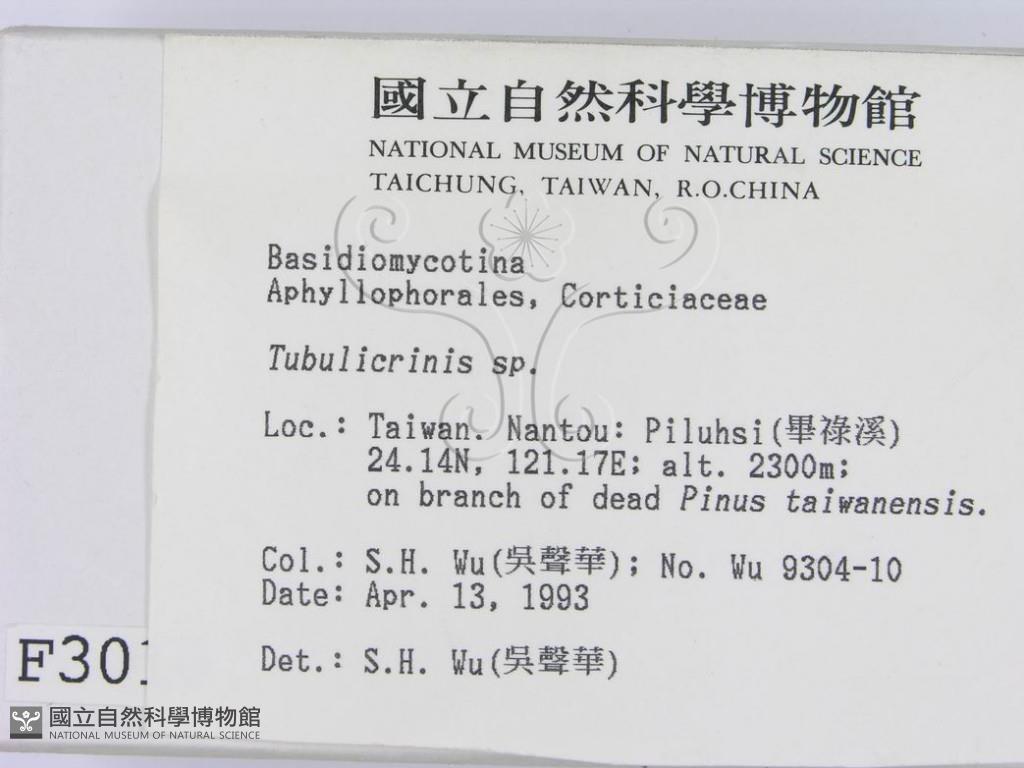 國立自然科學博物館
NATIONAL MUSEUM OF NATURAL SCIENCE
TAICHUNG, TAIWAN, R.O.CHINA
Basidiomycotina
Aphyllophorales, Corticiaceae
Tubulicrinis sp.
Loc.: Taiwan. Nantou: Piluhsi(畢祿溪)
24.14N, 121.17E; alt. 2300m;
on branch of dead Pinus taiwanensis.
Col.: S.H. Wu(吳聲華); No. Wu 9304-10
Date: Apr. 13, 1993
Det.: S.H. Wu(吳聲華)
F301
國立自然科學博物館
NATIONAL MUSEUM OF NATURAL SCIENCE